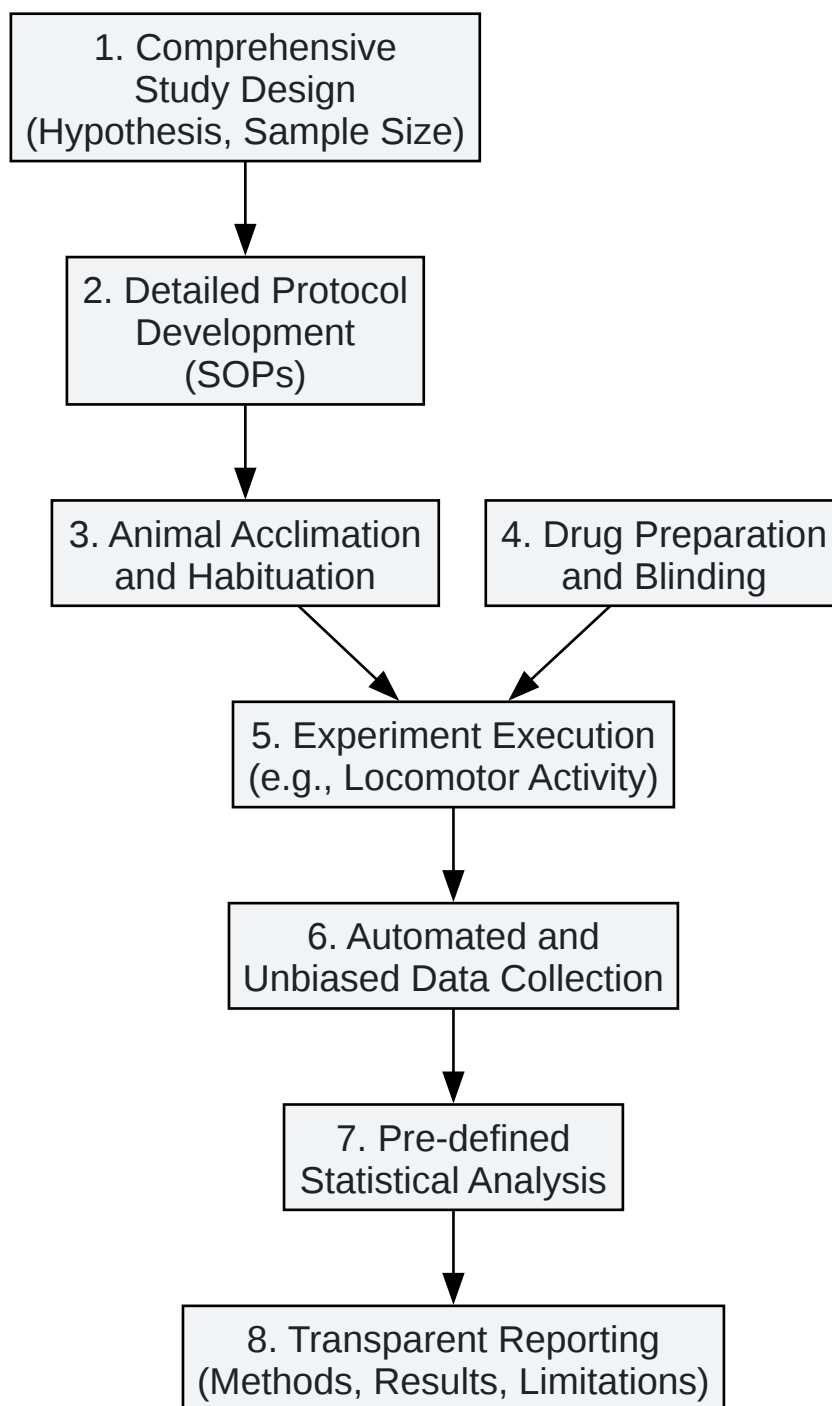 1. Comprehensive
Study Design
(Hypothesis, Sample Size)
2. Detailed Protocol
Development
(SOPs)
3. Animal Acclimation
and Habituation
4. Drug Preparation
and Blinding
5. Experiment Execution
(e.g., Locomotor Activity)
6. Automated and
Unbiased Data Collection
7. Pre-defined
Statistical Analysis
8. Transparent Reporting
(Methods, Results, Limitations)